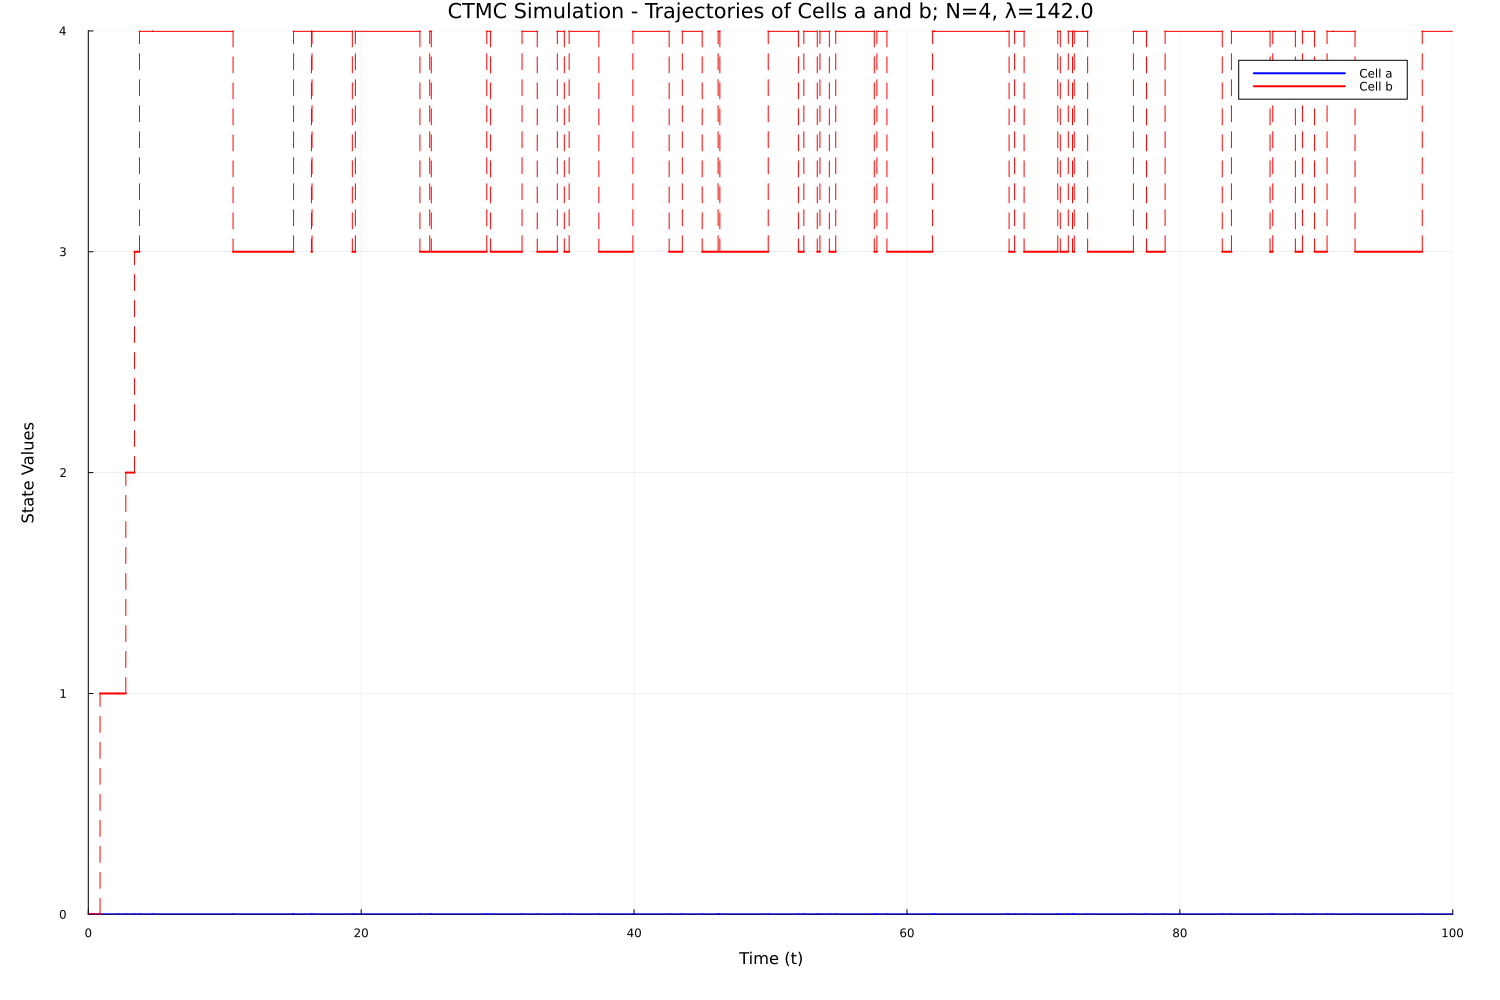 CTMC Simulation - Trajectories of Cells a and b; N=4, λ=142.0
4
Cell a
Cell b
3
State Values
2
1
0
0 20 40 60 80 100
Time (t)